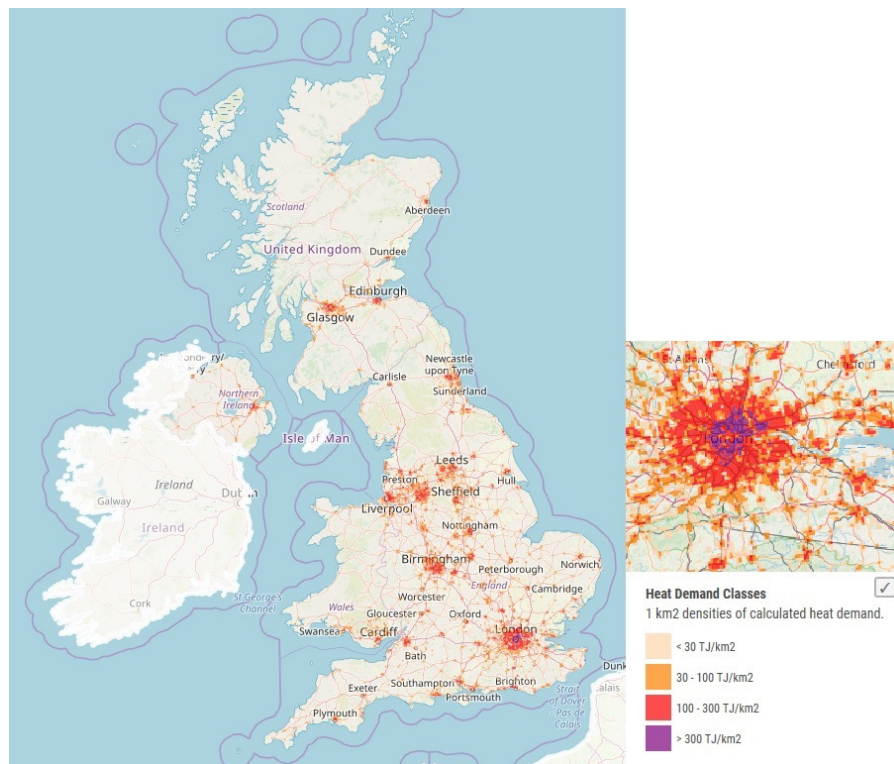 Scotland
Aberdeen
United Kingdom
Dundee
Edinburgh
Glasgow
Newcastle
upon Tyne
Carlisle
Sunderland
Northern
Ireland
Isle of Man
Leeds
Preston
Hull
Sheffield
Liverpool
Galway
Ireland
Ireland
Nottingham
Birmingham
Peterborough
Norwich
England
Cork
St George's
Channel
Wales
Worcester
Cambridge
Gloucester
Oxford
Swansea
Cardiff
London
Bath
Southampton
Brighton
Exeter
Portsmouth
Plymouth
Strait
of Dover
Pas de
Calais
London
Heat Demand Classes
1 km2 densities of calculated heat demand.
< 30 TJ/km2
30 - 100 TJ/km2
100 - 300 TJ/km2
> 300 TJ/km2